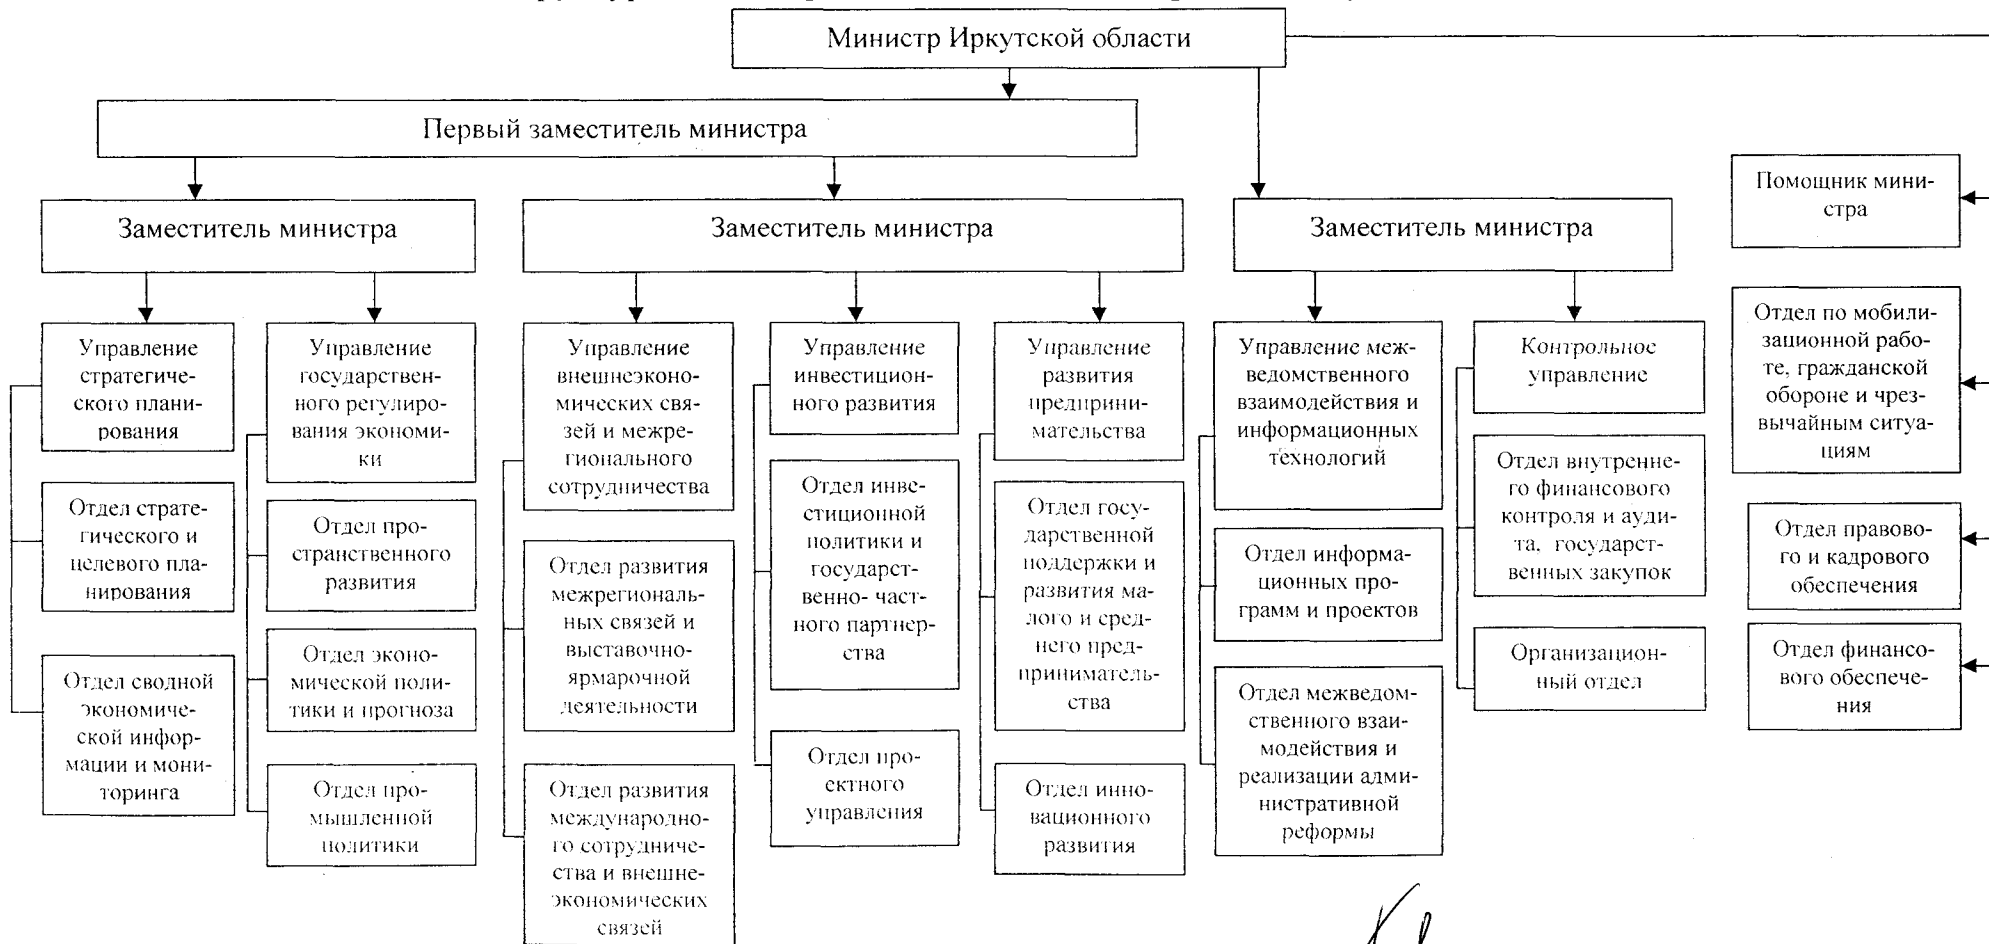 Министр Иркутской области
Первый заместитель министра
Заместитель министра
Заместитель министра
Заместитель министра
Помощник мини-
стра
Отдел по мобили-
зационной рабо-
те, гражданской
обороне и чрез-
вычайным ситуа-
циям
Отдел правово-
го и кадрового
обеспечения
Отдел финансо-
вого обеспече-
ния
Управление
стратегиче-
ского плани-
рования
Отдел страте-
гического и
целевого пла-
нирования
Отдел сводной
экономиче-
ской инфор-
мации и мони-
торинга
Управление
государствен-
ного регулиро-
вания экономи-
ки
Отдел про-
странственного
развития
Отдел эконо-
мической поли-
тики и прогноза
Отдел про-
мышленной
политики
Управление
внешнеэконо-
мических свя-
зей и межре-
гионального
сотрудничества
Отдел развития
межрегиональ-
ных связей и
выставочно-
ярмарочной
деятельности
Отдел развития
международно-
го сотрудниче-
ства и внешне-
экономических
связей
Управление
инвестицион-
ного развития
Отдел инве-
стиционной
политики и
государст-
венно- част-
ного партнер-
ства
Отдел про-
ектного
управления
Управление
развития
предприни-
мательства
Отдел госу-
дарственной
поддержки и
развития ма-
лого и сред-
него пред-
приниматель-
ства
Отдел инно-
вационного
развития
Управление меж-
ведомственного
взаимодействия и
информационных
технологий
Отдел информа-
ционных про-
грамм и проектов
Отдел межведом-
ственного взаи-
модействия и
реализации адми-
нистративной
реформы
Контрольное
управление
Отдел внутренне-
го финансового
контроля и ауди-
та, государст-
венных закупок
Организацион-
ный отдел